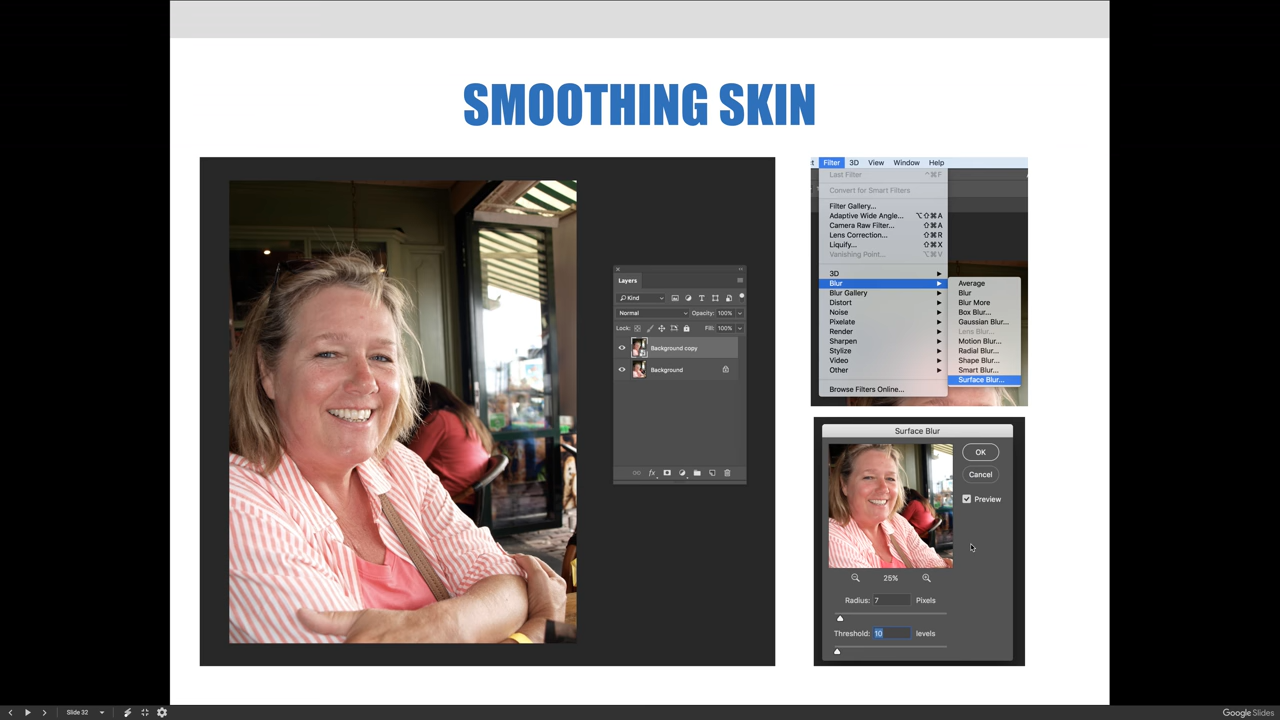 SMOOTHING SKIN
Layers
Kind
Normal Opacity: 100%
Lock: Fill: 100%
Background copy
Background
t Filter 3D View Window Help
Last Filter ^⌘F
Convert for Smart Filters
Filter Gallery...
Adaptive Wide Angle... ⌥⇧⌘A
Camera Raw Filter... ⇧⌘A
Lens Correction... ⇧⌘R
Liquify... ⇧⌘X
Vanishing Point... ⌥⌘V
3D
Blur
Blur Gallery
Distort
Noise
Pixelate
Render
Sharpen
Stylize
Video
Other
Browse Filters Online...
Average
Blur
Blur More
Box Blur...
Gaussian Blur...
Lens Blur...
Motion Blur...
Radial Blur...
Shape Blur...
Smart Blur...
Surface Blur...
Surface Blur
OK
Cancel
Preview
25%
Radius: 7 Pixels
Threshold: 10 levels
Slide 32
Google Slides